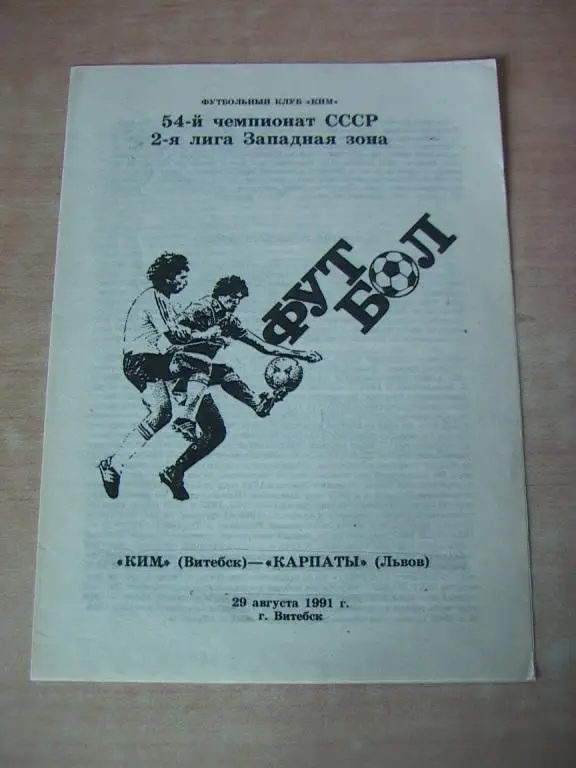 ФУТБОЛЬНЫЙ КЛУБ «КИМ»
54-й чемпионат СССР
2-я лига Западная зона
ФУТ
БОЛ
«КИМ» (Витебск)—«КАРПАТЫ» (Львов)
29 августа 1991 г.
г. Витебск